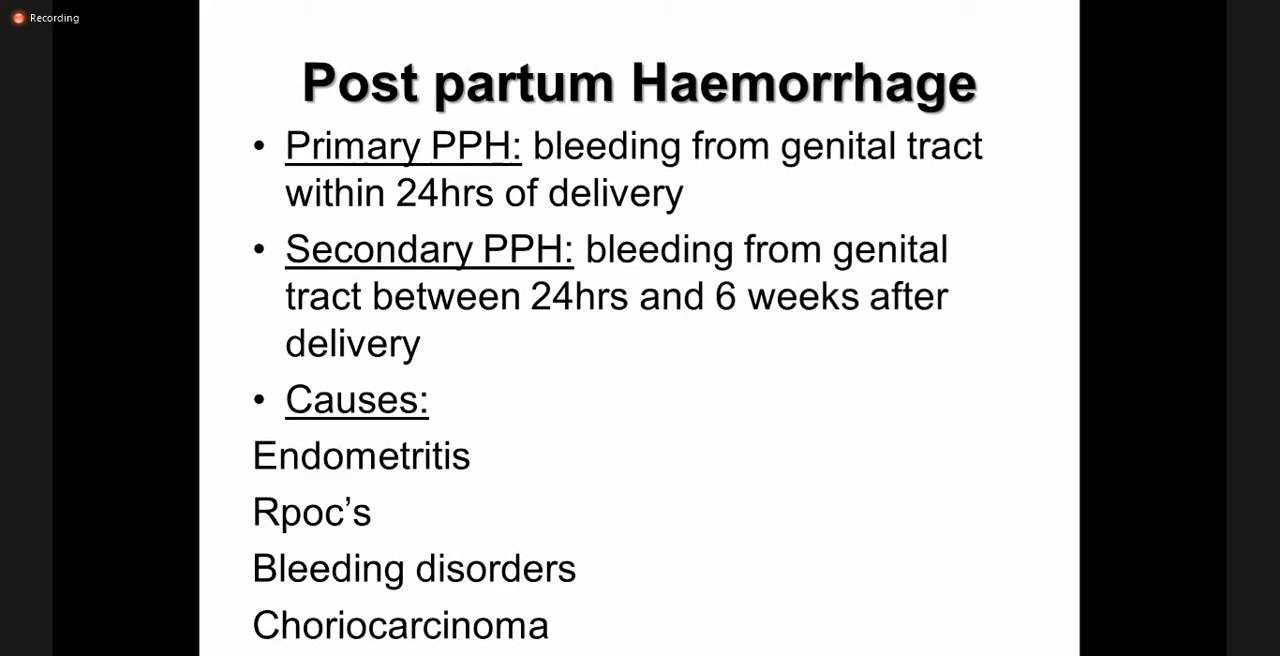 Recording
Post partum Haemorrhage
• Primary PPH: bleeding from genital tract
within 24hrs of delivery
• Secondary PPH: bleeding from genital
tract between 24hrs and 6 weeks after
delivery
• Causes:
Endometritis
Rpoc’s
Bleeding disorders
Choriocarcinoma